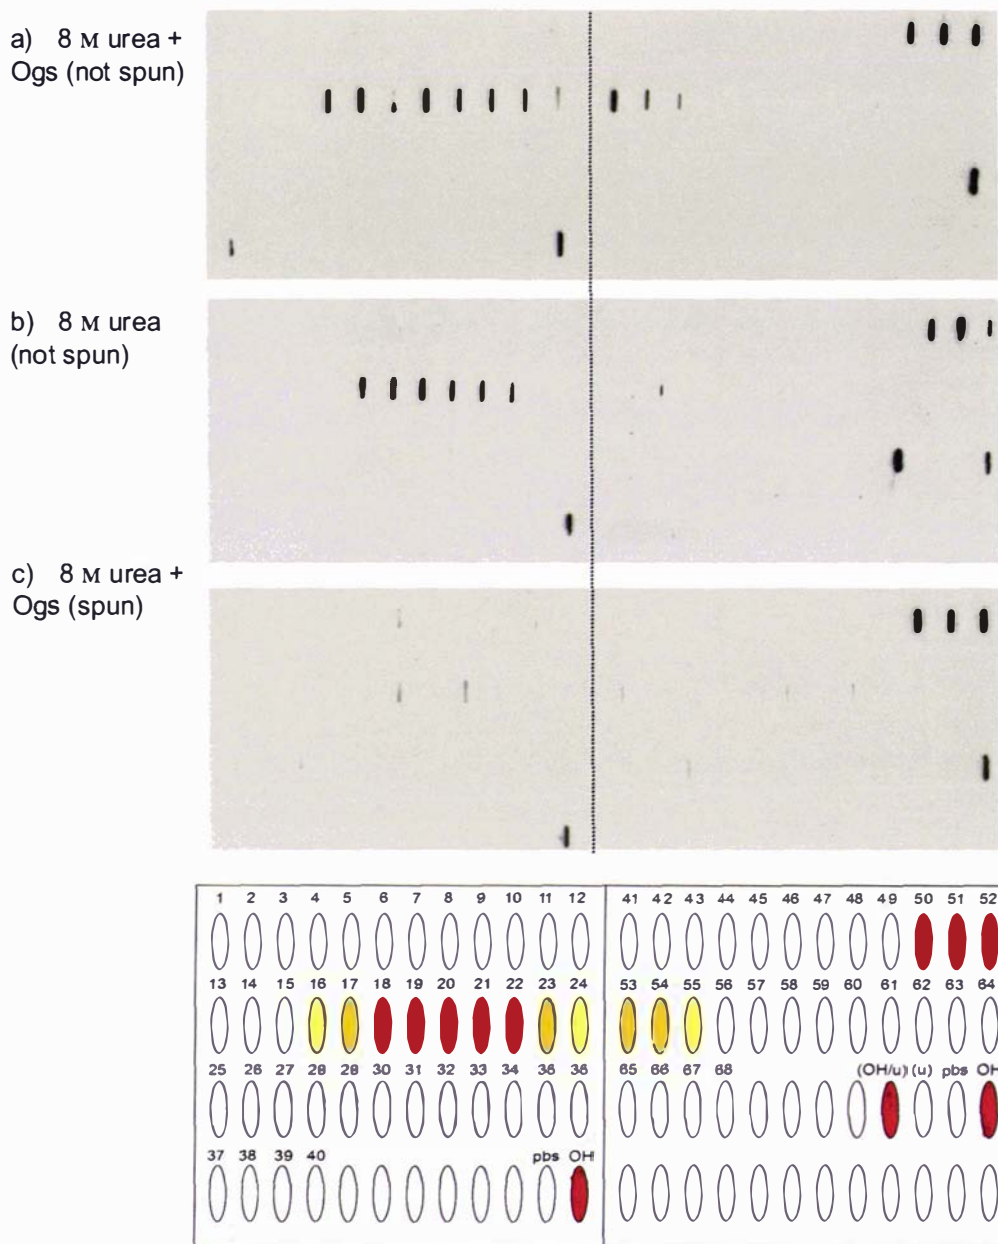 a) 8 M urea +
Ogs (not spun)
b) 8 M urea
(not spun)
c) 8 M urea +
Ogs (spun)
1 2 3 4 5 6 7 8 9 10 11 12 41 42 43 44 45 46 47 48 49 50 51 52
13 14 15 16 17 18 19 20 21 22 23 24 53 54 55 56 57 58 59 60 61 62 63 64
25 26 27 28 29 30 31 32 33 34 35 36 65 66 67 68 (OH/u) (u) pbs OH
37 38 39 40 pbs OH